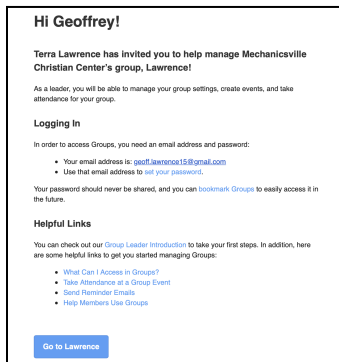 Hi Geoffrey!
Terra Lawrence has invited you to help manage Mechanicsville
Christian Center's group, Lawrence!
As a leader, you will be able to manage your group settings, create events, and take
attendance for your group.
Logging In
In order to access Groups, you need an email address and password:
Your email address is: geoff.lawrence15@gmail.com
Use that email address to set your password.
Your password should never be shared, and you can bookmark Groups to easily access it in
the future.
Helpful Links
You can check out our Group Leader Introduction to take your first steps. In addition, here
are some helpful links to get you started managing Groups:
What Can I Access in Groups?
Take Attendance at a Group Event
Send Reminder Emails
Help Members Use Groups
Go to Lawrence